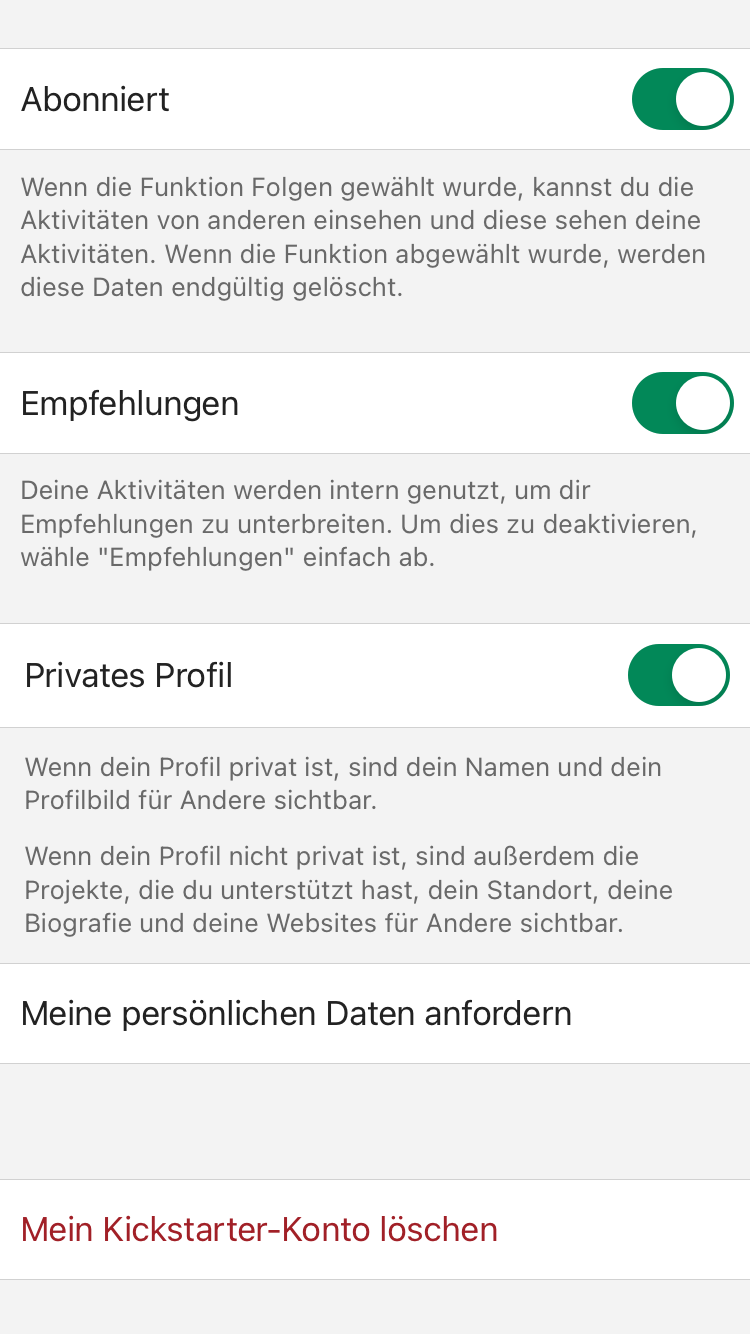 Abonniert
Wenn die Funktion Folgen gewählt wurde, kannst du die
Aktivitäten von anderen einsehen und diese sehen deine
Aktivitäten. Wenn die Funktion abgewählt wurde, werden
diese Daten endgültig gelöscht.
Empfehlungen
Deine Aktivitäten werden intern genutzt, um dir
Empfehlungen zu unterbreiten. Um dies zu deaktivieren,
wähle "Empfehlungen" einfach ab.
Privates Profil
Wenn dein Profil privat ist, sind dein Namen und dein
Profilbild für Andere sichtbar.
Wenn dein Profil nicht privat ist, sind außerdem die
Projekte, die du unterstützt hast, dein Standort, deine
Biografie und deine Websites für Andere sichtbar.
Meine persönlichen Daten anfordern
Mein Kickstarter-Konto löschen